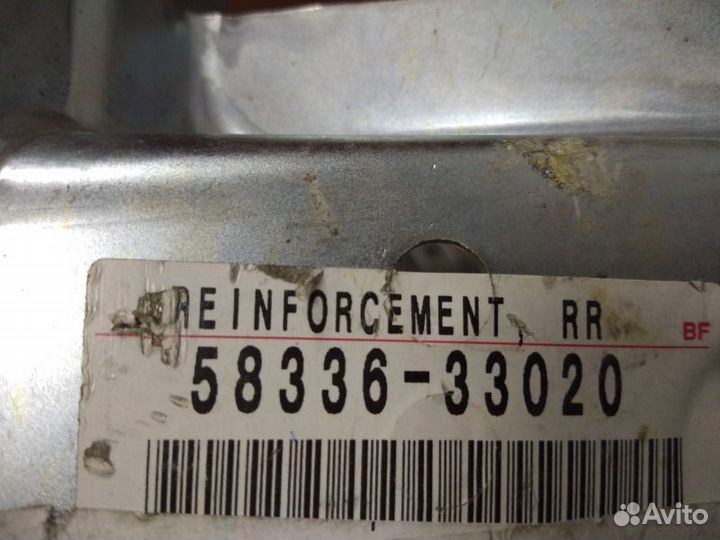 REINFORCEMENT, RR
BF
58336-33020
Avito